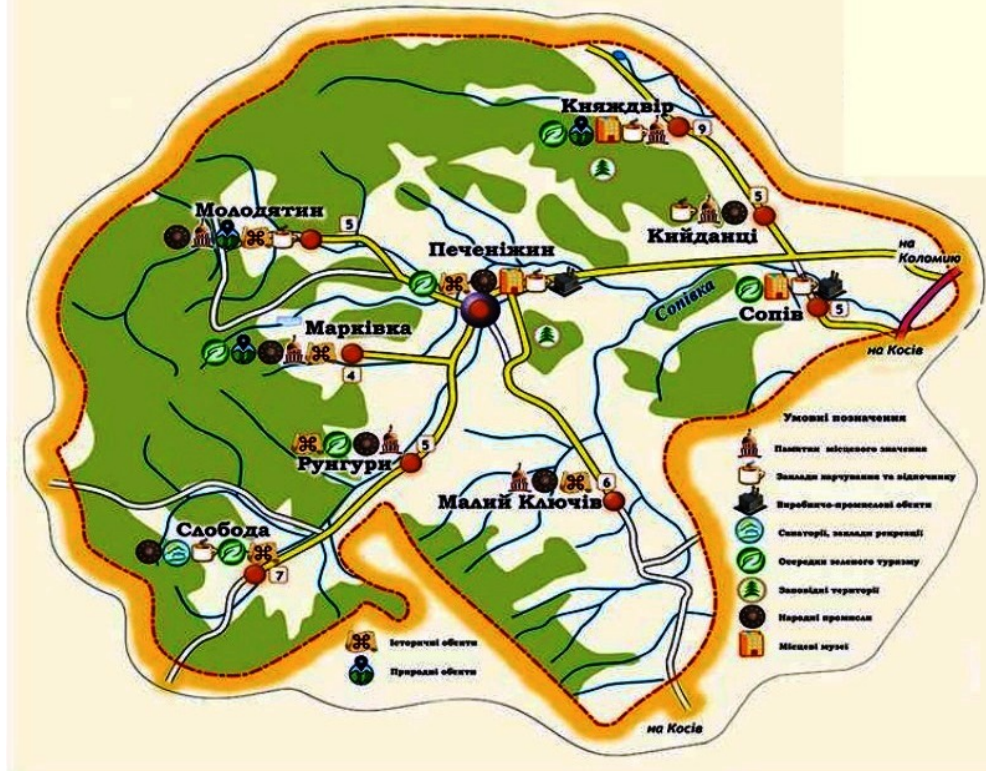 Княждвір
9
Молодятин
5
5
Кийданці
Печеніжин
на
Коломию
Сопівка
Сопів
5
Марківка
4
на Косів
Рунгури
5
Малий Ключів
6
Слобода
7
Умовні позначення
Памятки місцевого значення
Заклади харчування та відпочинку
Виробничо-промислові обєкти
Санаторії, заклади рекреації
Осередки зеленого туризму
Заповідні території
Народні промисли
Місцеві музеї
Історичні обєкти
Природні обєкти
на Косів